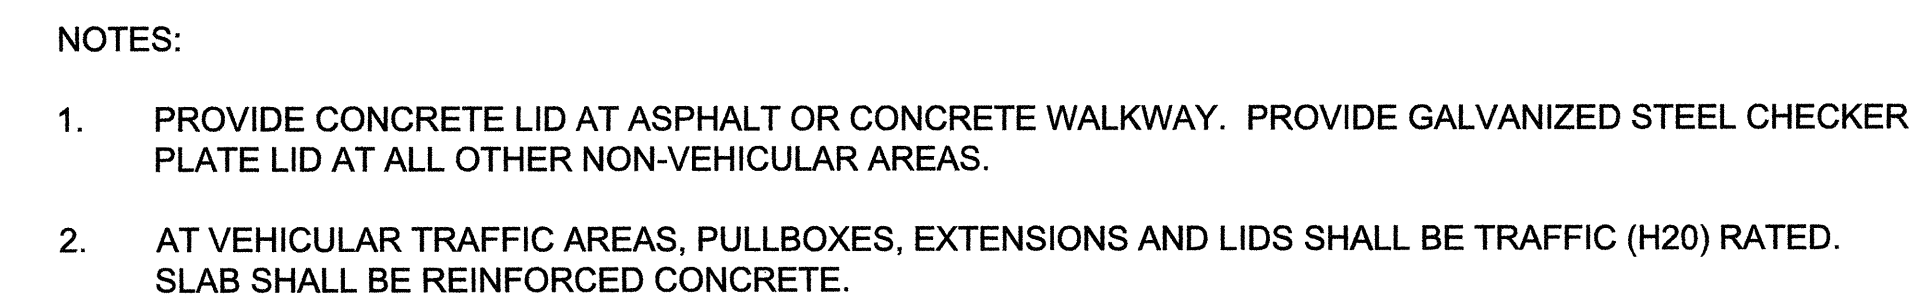 NOTES:
1. PROVIDE CONCRETE LID AT ASPHALT OR CONCRETE WALKWAY. PROVIDE GALVANIZED STEEL CHECKER
PLATE LID AT ALL OTHER NON-VEHICULAR AREAS.
2. AT VEHICULAR TRAFFIC AREAS, PULLBOXES, EXTENSIONS AND LIDS SHALL BE TRAFFIC (H20) RATED.
SLAB SHALL BE REINFORCED CONCRETE.